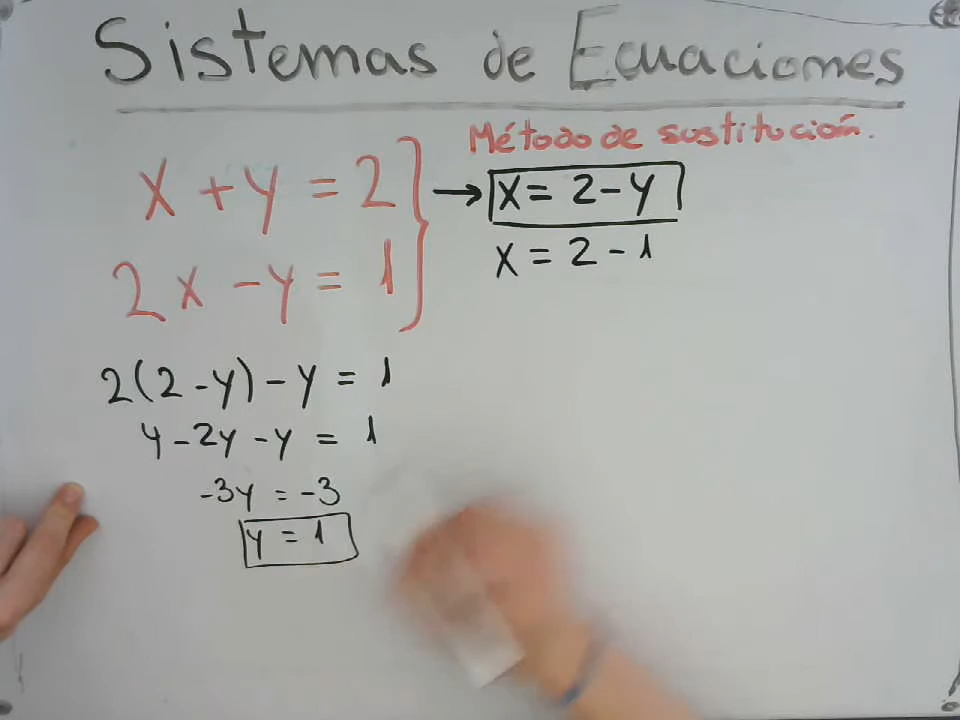 Sistemas de Ecuaciones
Método de sustitución.
x + y = 2 → x = 2 - y
x = 2 - 1
2x - y = 1
2(2 - y) - y = 1
4 - 2y - y = 1
-3y = -3
y = 1